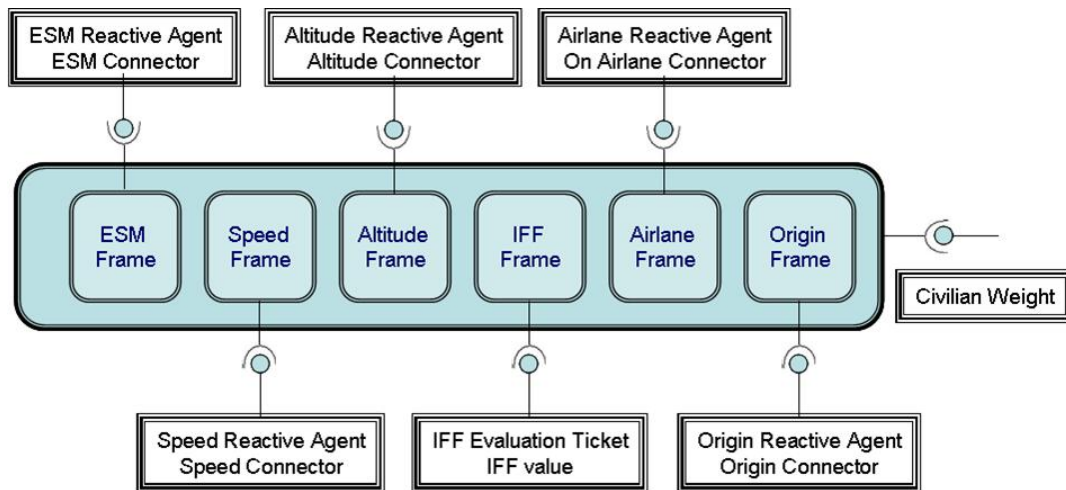 ESM Reactive Agent
ESM Connector
Altitude Reactive Agent
Altitude Connector
Airlane Reactive Agent
On Airlane Connector
ESM
Frame
Speed
Frame
Altitude
Frame
IFF
Frame
Airlane
Frame
Origin
Frame
Civilian Weight
Speed Reactive Agent
Speed Connector
IFF Evaluation Ticket
IFF value
Origin Reactive Agent
Origin Connector